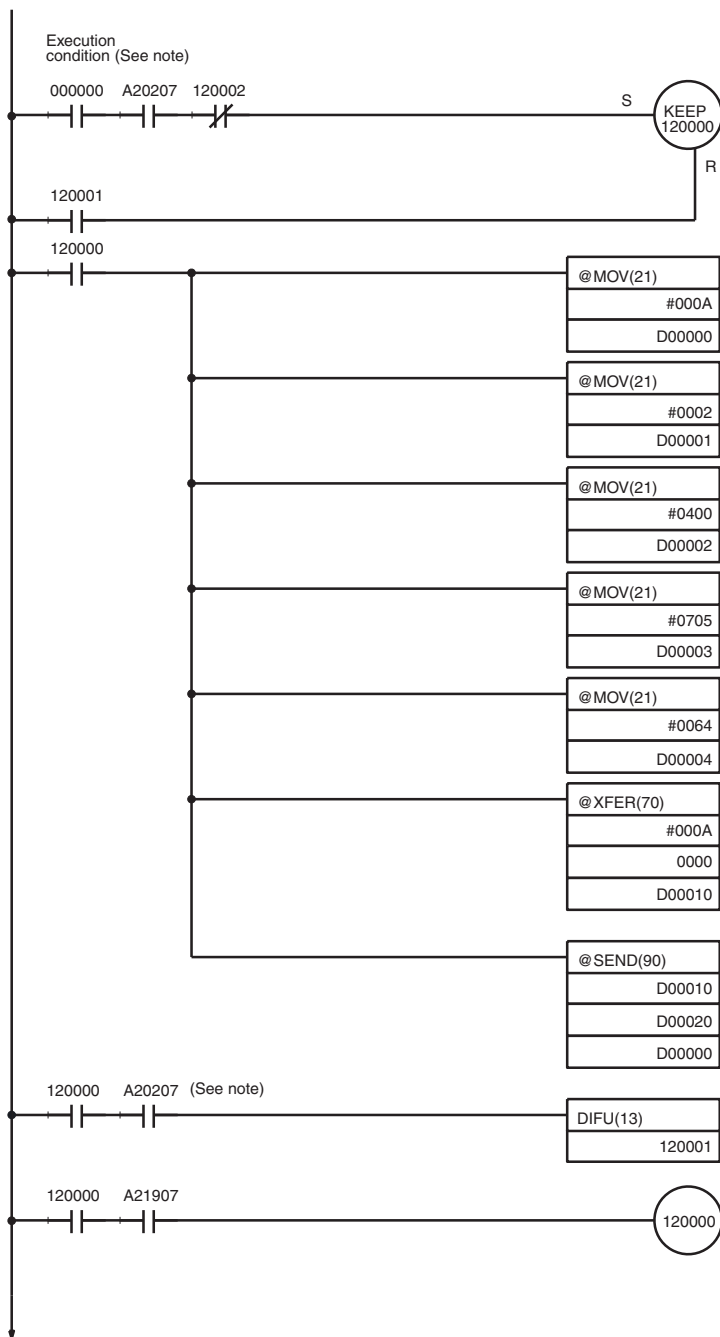 Execution
condition (See note)
000000 A20207 120002
S
KEEP
120000
R
120001
120000
@MOV(21)
#000A
D00000
@MOV(21)
#0002
D00001
@MOV(21)
#0400
D00002
@MOV(21)
#0705
D00003
@MOV(21)
#0064
D00004
@XFER(70)
#000A
0000
D00010
@SEND(90)
D00010
D00020
D00000
120000 A20207 (See note)
DIFU(13)
120001
120000 A21907
120000